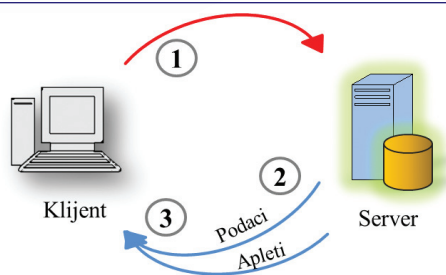 1
2
Klijent
3
Podaci
Server
Apleti